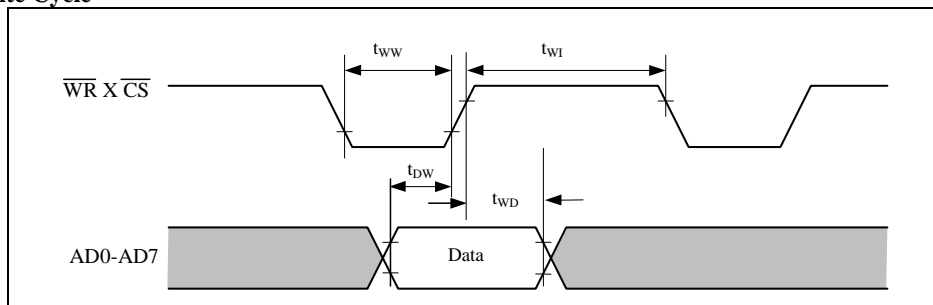 te Cycle
tWW
tWI
WR X CS
tDW
tWD
AD0-AD7
Data